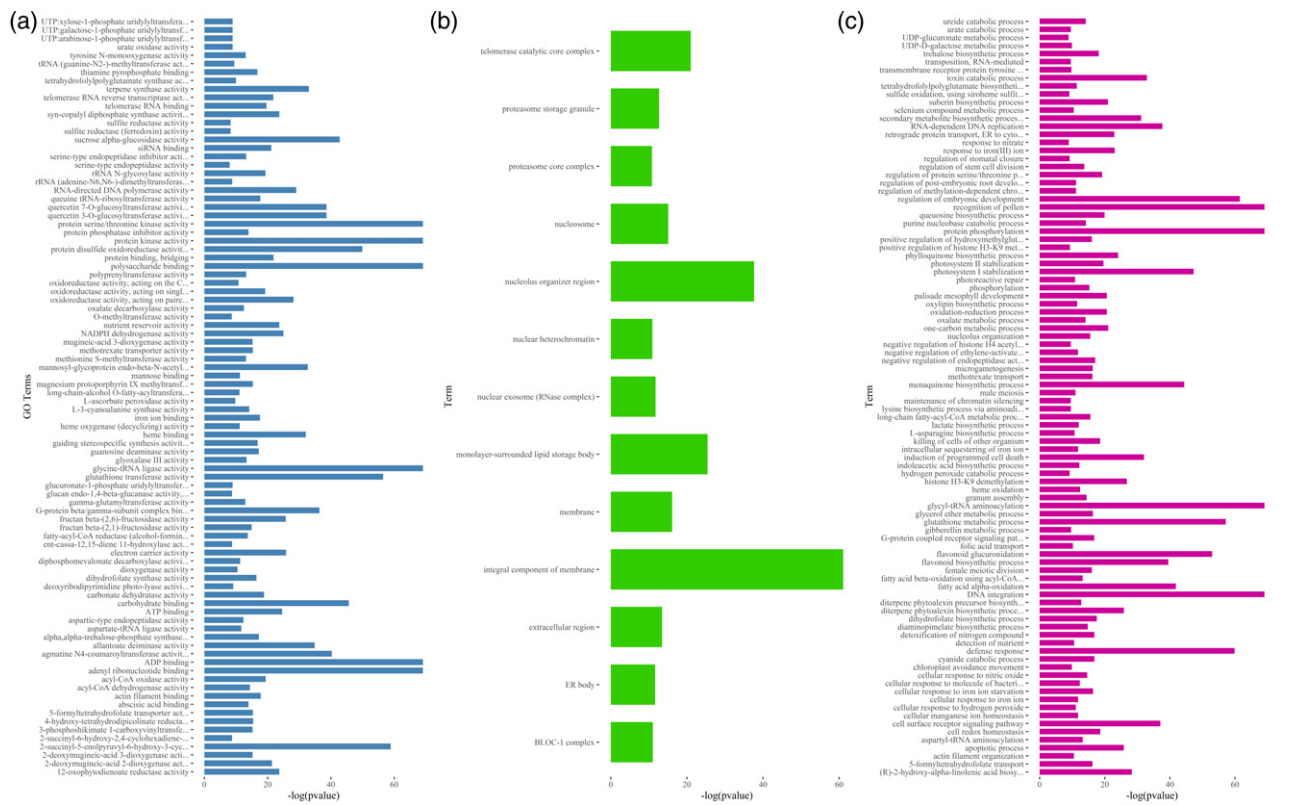 (a)
UTP:xylose-1-phosphate uridylyltransfera...
UTP:galactose-1-phosphate uridylyltransf...
UTP:arabinose-1-phosphate uridylyltransf...
urate oxidase activity
tyrosine N-monooxygenase activity
tRNA (guanine-N2-)-methyltransferase act...
thiamine pyrophosphate binding
tetrahydrofolylpolyglutamate synthase ac...
terpene synthase activity
telomerase RNA reverse transcriptase act...
telomerase RNA binding
syn-copalyl diphosphate synthase activit...
sulfite reductase activity
sulfite reductase (ferredoxin) activity
sucrose alpha-glucosidase activity
siRNA binding
serine-type endopeptidase inhibitor acti...
serine-type endopeptidase activity
rRNA N-glycosylase activity
rRNA (adenine-N6,N6-)-dimethyltransferas...
RNA-directed DNA polymerase activity
queuine tRNA-ribosyltransferase activity
quercetin 7-O-glucosyltransferase activi...
quercetin 3-O-glucosyltransferase activi...
protein serine/threonine kinase activity
protein phosphatase inhibitor activity
protein kinase activity
protein disulfide oxidoreductase activit...
protein binding, bridging
polysaccharide binding
polyprenyltransferase activity
oxidoreductase activity, acting on the C...
oxidoreductase activity, acting on singl...
oxidoreductase activity, acting on paire...
oxalate decarboxylase activity
O-methyltransferase activity
nutrient reservoir activity
NADPH dehydrogenase activity
mugineic-acid 3-dioxygenase activity
methotrexate transporter activity
methionine S-methyltransferase activity
mannosyl-glycoprotein endo-beta-N-acetyl...
mannose binding
magnesium protoporphyrin IX methyltransf...
long-chain-alcohol O-fatty-acyltransfera...
L-ascorbate peroxidase activity
L-3-cyanoalanine synthase activity
iron ion binding
heme oxygenase (decyclizing) activity
heme binding
guiding stereospecific synthesis activit...
guanosine deaminase activity
glyoxalase III activity
glycine-tRNA ligase activity
glutathione transferase activity
glucuronate-1-phosphate uridylyltransfer...
glucan endo-1,4-beta-glucanase activity,...
gamma-glutamyltransferase activity
G-protein beta/gamma-subunit complex bin...
fructan beta-(2,6)-fructosidase activity
fructan beta-(2,1)-fructosidase activity
fatty-acyl-CoA reductase (alcohol-formin...
ent-cassa-12,15-diene 11-hydroxylase act...
electron carrier activity
diphosphomevalonate decarboxylase activi...
dioxygenase activity
dihydrofolate synthase activity
deoxyribodipyrimidine photo-lyase activi...
carbonate dehydratase activity
carbohydrate binding
ATP binding
aspartic-type endopeptidase activity
aspartate-tRNA ligase activity
alpha,alpha-trehalose-phosphate synthase...
allantoate deiminase activity
agmatine N4-coumaroyltransferase activit...
ADP binding
adenyl ribonucleotide binding
acyl-CoA oxidase activity
acyl-CoA dehydrogenase activity
actin filament binding
abscisic acid binding
5-formyltetrahydrofolate transporter act...
4-hydroxy-tetrahydrodipicolinate reducta...
3-phosphoshikimate 1-carboxyvinyltransfe...
2-succinyl-6-hydroxy-2,4-cyclohexadiene-...
2-succinyl-5-enolpyruvyl-6-hydroxy-3-cyc...
2-deoxymugineic-acid 3-dioxygenase acti...
2-deoxymugineic-acid 2-dioxygenase act...
12-oxophytodienoate reductase activity
GO Terms
0
20
40
60
-log(pvalue)
(b)
telomerase catalytic core complex
proteasome storage granule
proteasome core complex
nucleosome
nucleolus organizer region
nuclear heterochromatin
nuclear exosome (RNase complex)
monolayer-surrounded lipid storage body
membrane
integral component of membrane
extracellular region
ER body
BLOC-1 complex
Term
0
20
40
60
-log(pvalue)
(c)
ureide catabolic process
urate catabolic process
UDP-glucuronate metabolic process
UDP-D-galactose metabolic process
trehalose biosynthetic process
transposition, RNA-mediated
transmembrane receptor protein tyrosine ...
toxin catabolic process
tetrahydrofolylpolyglutamate biosyntheti...
sulfide oxidation, using siroheme sulfit...
suberin biosynthetic process
selenium compound metabolic process
secondary metabolite biosynthetic proces...
RNA-dependent DNA replication
retrograde protein transport, ER to cyto...
response to nitrate
response to iron(III) ion
regulation of stomatal closure
regulation of stem cell division
regulation of protein serine/threonine p...
regulation of post-embryonic root develo...
regulation of methylation-dependent chro...
regulation of embryonic development
recognition of pollen
queuosine biosynthetic process
purine nucleobase catabolic process
protein phosphorylation
positive regulation of hydroxymethylglut...
positive regulation of histone H3-K9 met...
phylloquinone biosynthetic process
photosystem II stabilization
photosystem I stabilization
photoreactive repair
phosphorylation
palisade mesophyll development
oxylipin biosynthetic process
oxidation-reduction process
oxalate metabolic process
one-carbon metabolic process
nucleolus organization
negative regulation of histone H4 acetyl...
negative regulation of ethylene-activate...
negative regulation of endopeptidase act...
microgametogenesis
methotrexate transport
menaquinone biosynthetic process
male meiosis
maintenance of chromatin silencing
lysine biosynthetic process via aminoadi...
long-chain fatty-acyl-CoA metabolic proc...
lactate biosynthetic process
L-asparagine biosynthetic process
killing of cells of other organism
intracellular sequestering of iron ion
induction of programmed cell death
indoleacetic acid biosynthetic process
hydrogen peroxide catabolic process
histone H3-K9 demethylation
heme oxidation
granum assembly
glycyl-tRNA aminoacylation
glycerol ether metabolic process
glutathione metabolic process
gibberellin metabolic process
G-protein coupled receptor signaling pat...
folic acid transport
flavonoid glucuronidation
flavonoid biosynthetic process
female meiotic division
fatty acid beta-oxidation using acyl-CoA...
fatty acid alpha-oxidation
DNA integration
diterpene phytoalexin precursor biosynth...
diterpene phytoalexin biosynthetic proce...
dihydrofolate biosynthetic process
diaminopimelate biosynthetic process
detoxification of nitrogen compound
detection of nutrient
defense response
cyanide catabolic process
chloroplast avoidance movement
cellular response to nitric oxide
cellular response to molecule of bacteri...
cellular response to iron ion starvation
cellular response to iron ion
cellular response to hydrogen peroxide
cellular manganese ion homeostasis
cell surface receptor signaling pathway
cell redox homeostasis
aspartyl-tRNA aminoacylation
apoptotic process
actin filament organization
5-formyltetrahydrofolate transport
(R)-2-hydroxy-alpha-linolenic acid biosy...
Term
0
20
40
60
-log(pvalue)